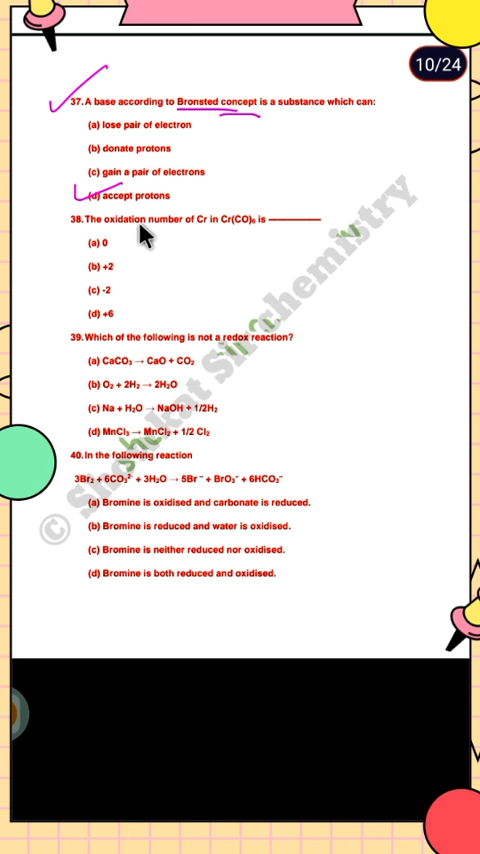 10/24
37. A base according to Bronsted concept is a substance which can:
(a) lose pair of electron
(b) donate protons
(c) gain a pair of electrons
(d) accept protons
38. The oxidation number of Cr in Cr(CO)₆ is ————
(a) 0
(b) +2
(c) -2
(d) +6
39. Which of the following is not a redox reaction?
(a) CaCO₃ → CaO + CO₂
(b) O₂ + 2H₂ → 2H₂O
(c) Na + H₂O → NaOH + 1/2H₂
(d) MnCl₃ → MnCl₂ + 1/2 Cl₂
40. In the following reaction
3Br₂ + 6CO₃²⁻ + 3H₂O → 5Br⁻ + BrO₃⁻ + 6HCO₃⁻
(a) Bromine is oxidised and carbonate is reduced.
(b) Bromine is reduced and water is oxidised.
(c) Bromine is neither reduced nor oxidised.
(d) Bromine is both reduced and oxidised.